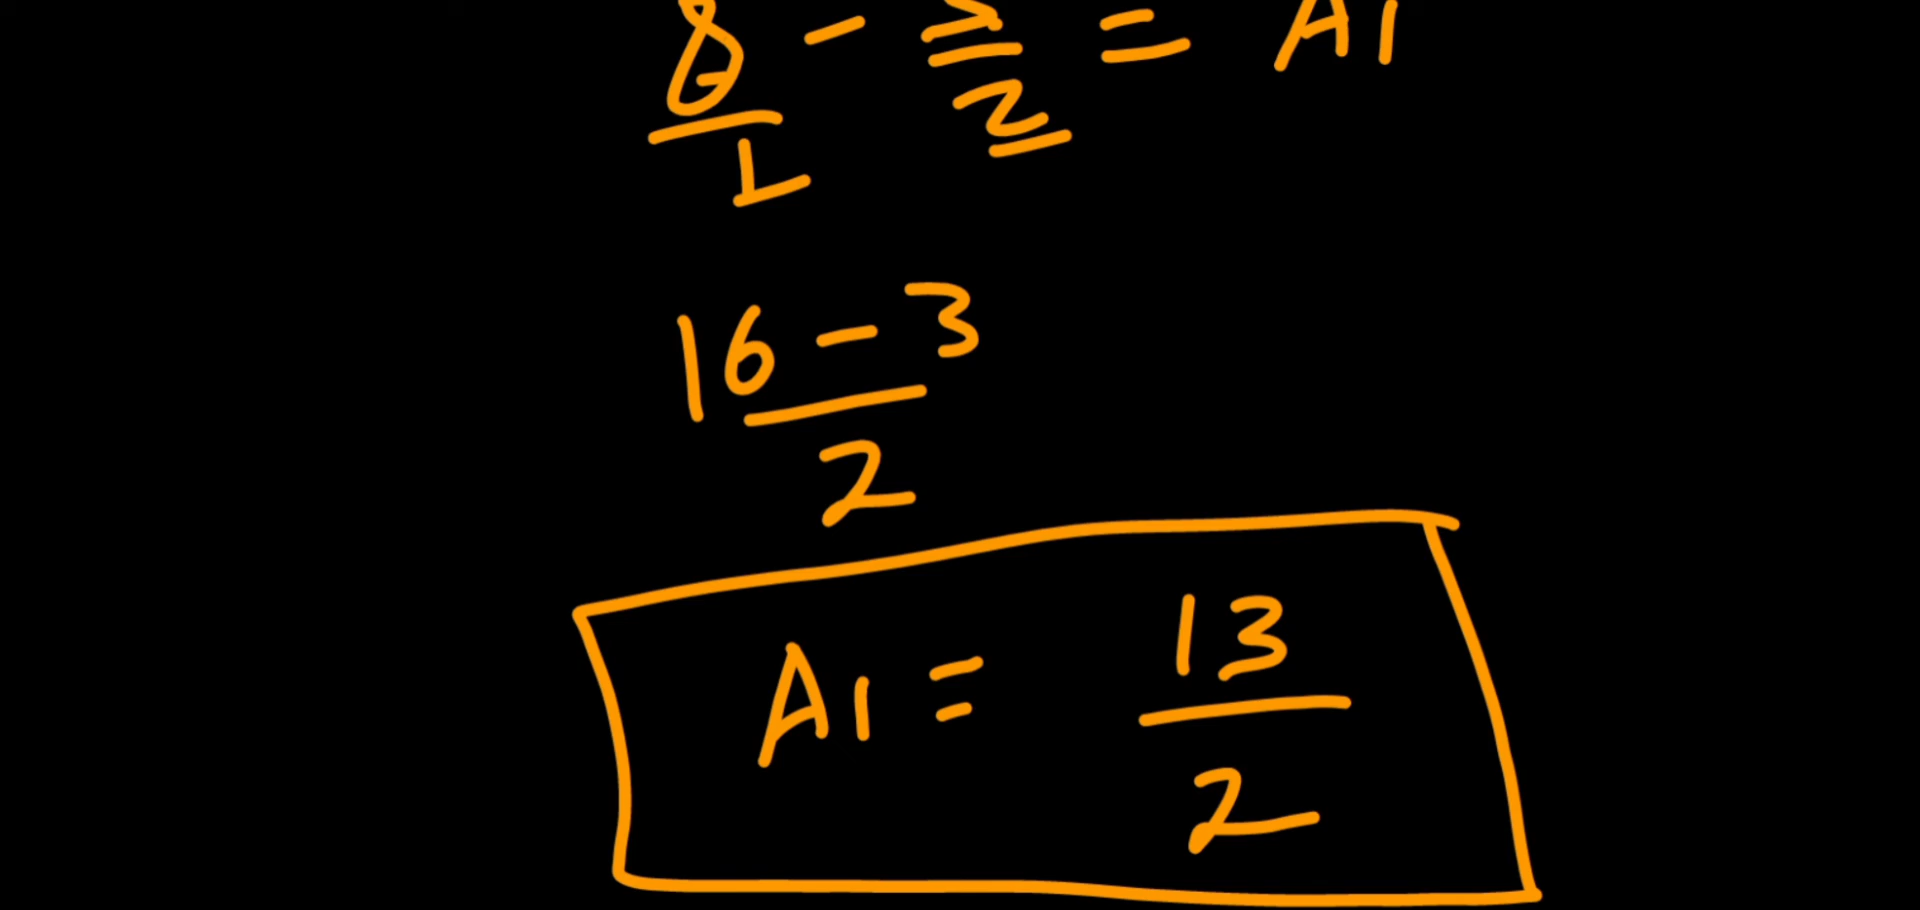 8/1 - 3/2 = A1
16 - 3
2
A1 = 13/2